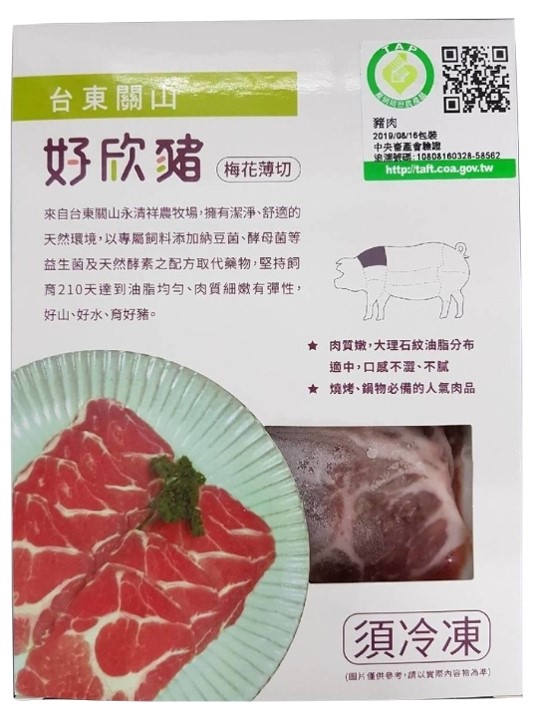 台東關山
好欣豬
梅花薄切
來自台東關山永清祥農牧場,擁有潔淨、舒適的
天然環境,以專屬飼料添加納豆菌、酵母菌等
益生菌及天然酵素之配方取代藥物,堅持飼
育210天達到油脂均勻、肉質細嫩有彈性,
好山、好水、育好豬。
TAP
產銷履歷農產品
豬肉
2019/08/16包裝
中央畜產會驗證
追溯號碼:10808160328-58562
http://taft.coa.gov.tw
★ 肉質嫩,大理石紋油脂分布
適中,口感不澀、不膩
★ 燒烤、鍋物必備的人氣肉品
須冷凍
(圖片僅供參考,請以實際內容物為準)